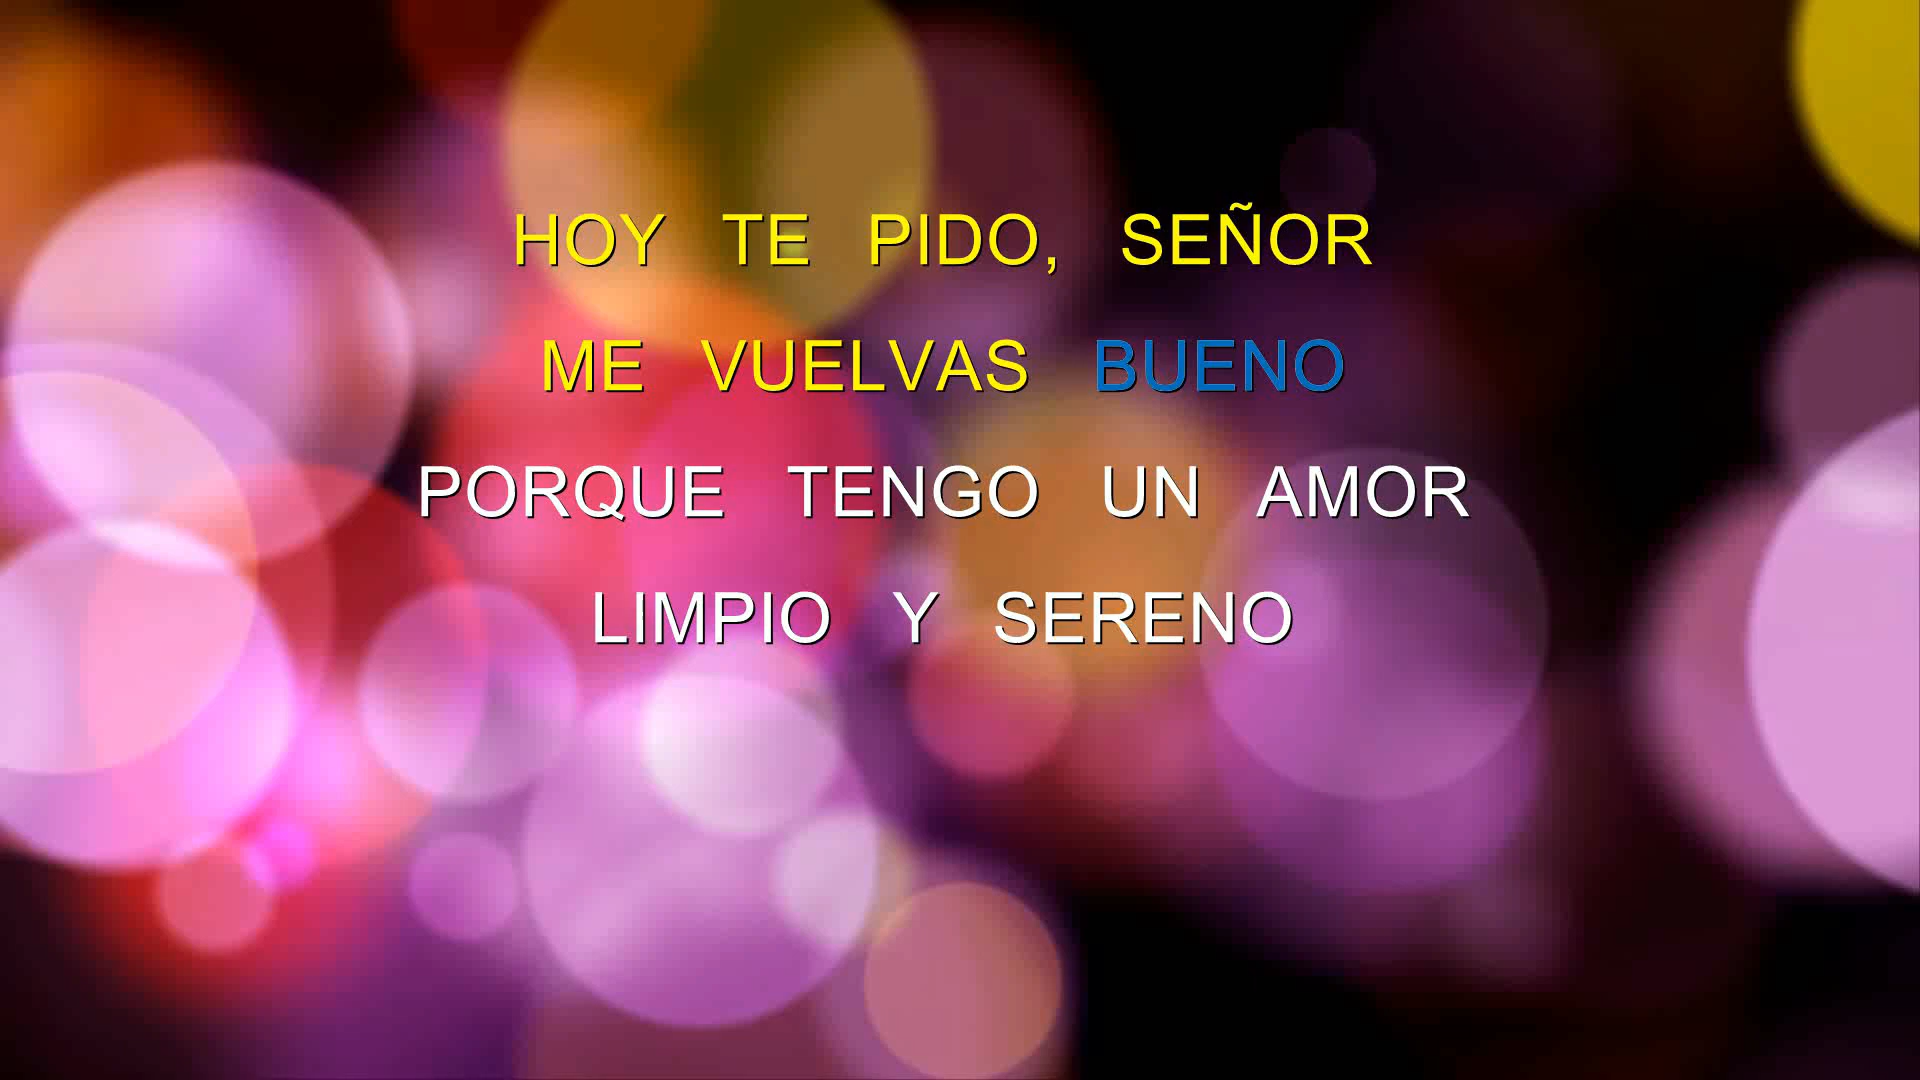 HOY TE PIDO, SEÑOR
ME VUELVAS BUENO
PORQUE TENGO UN AMOR
LIMPIO Y SERENO